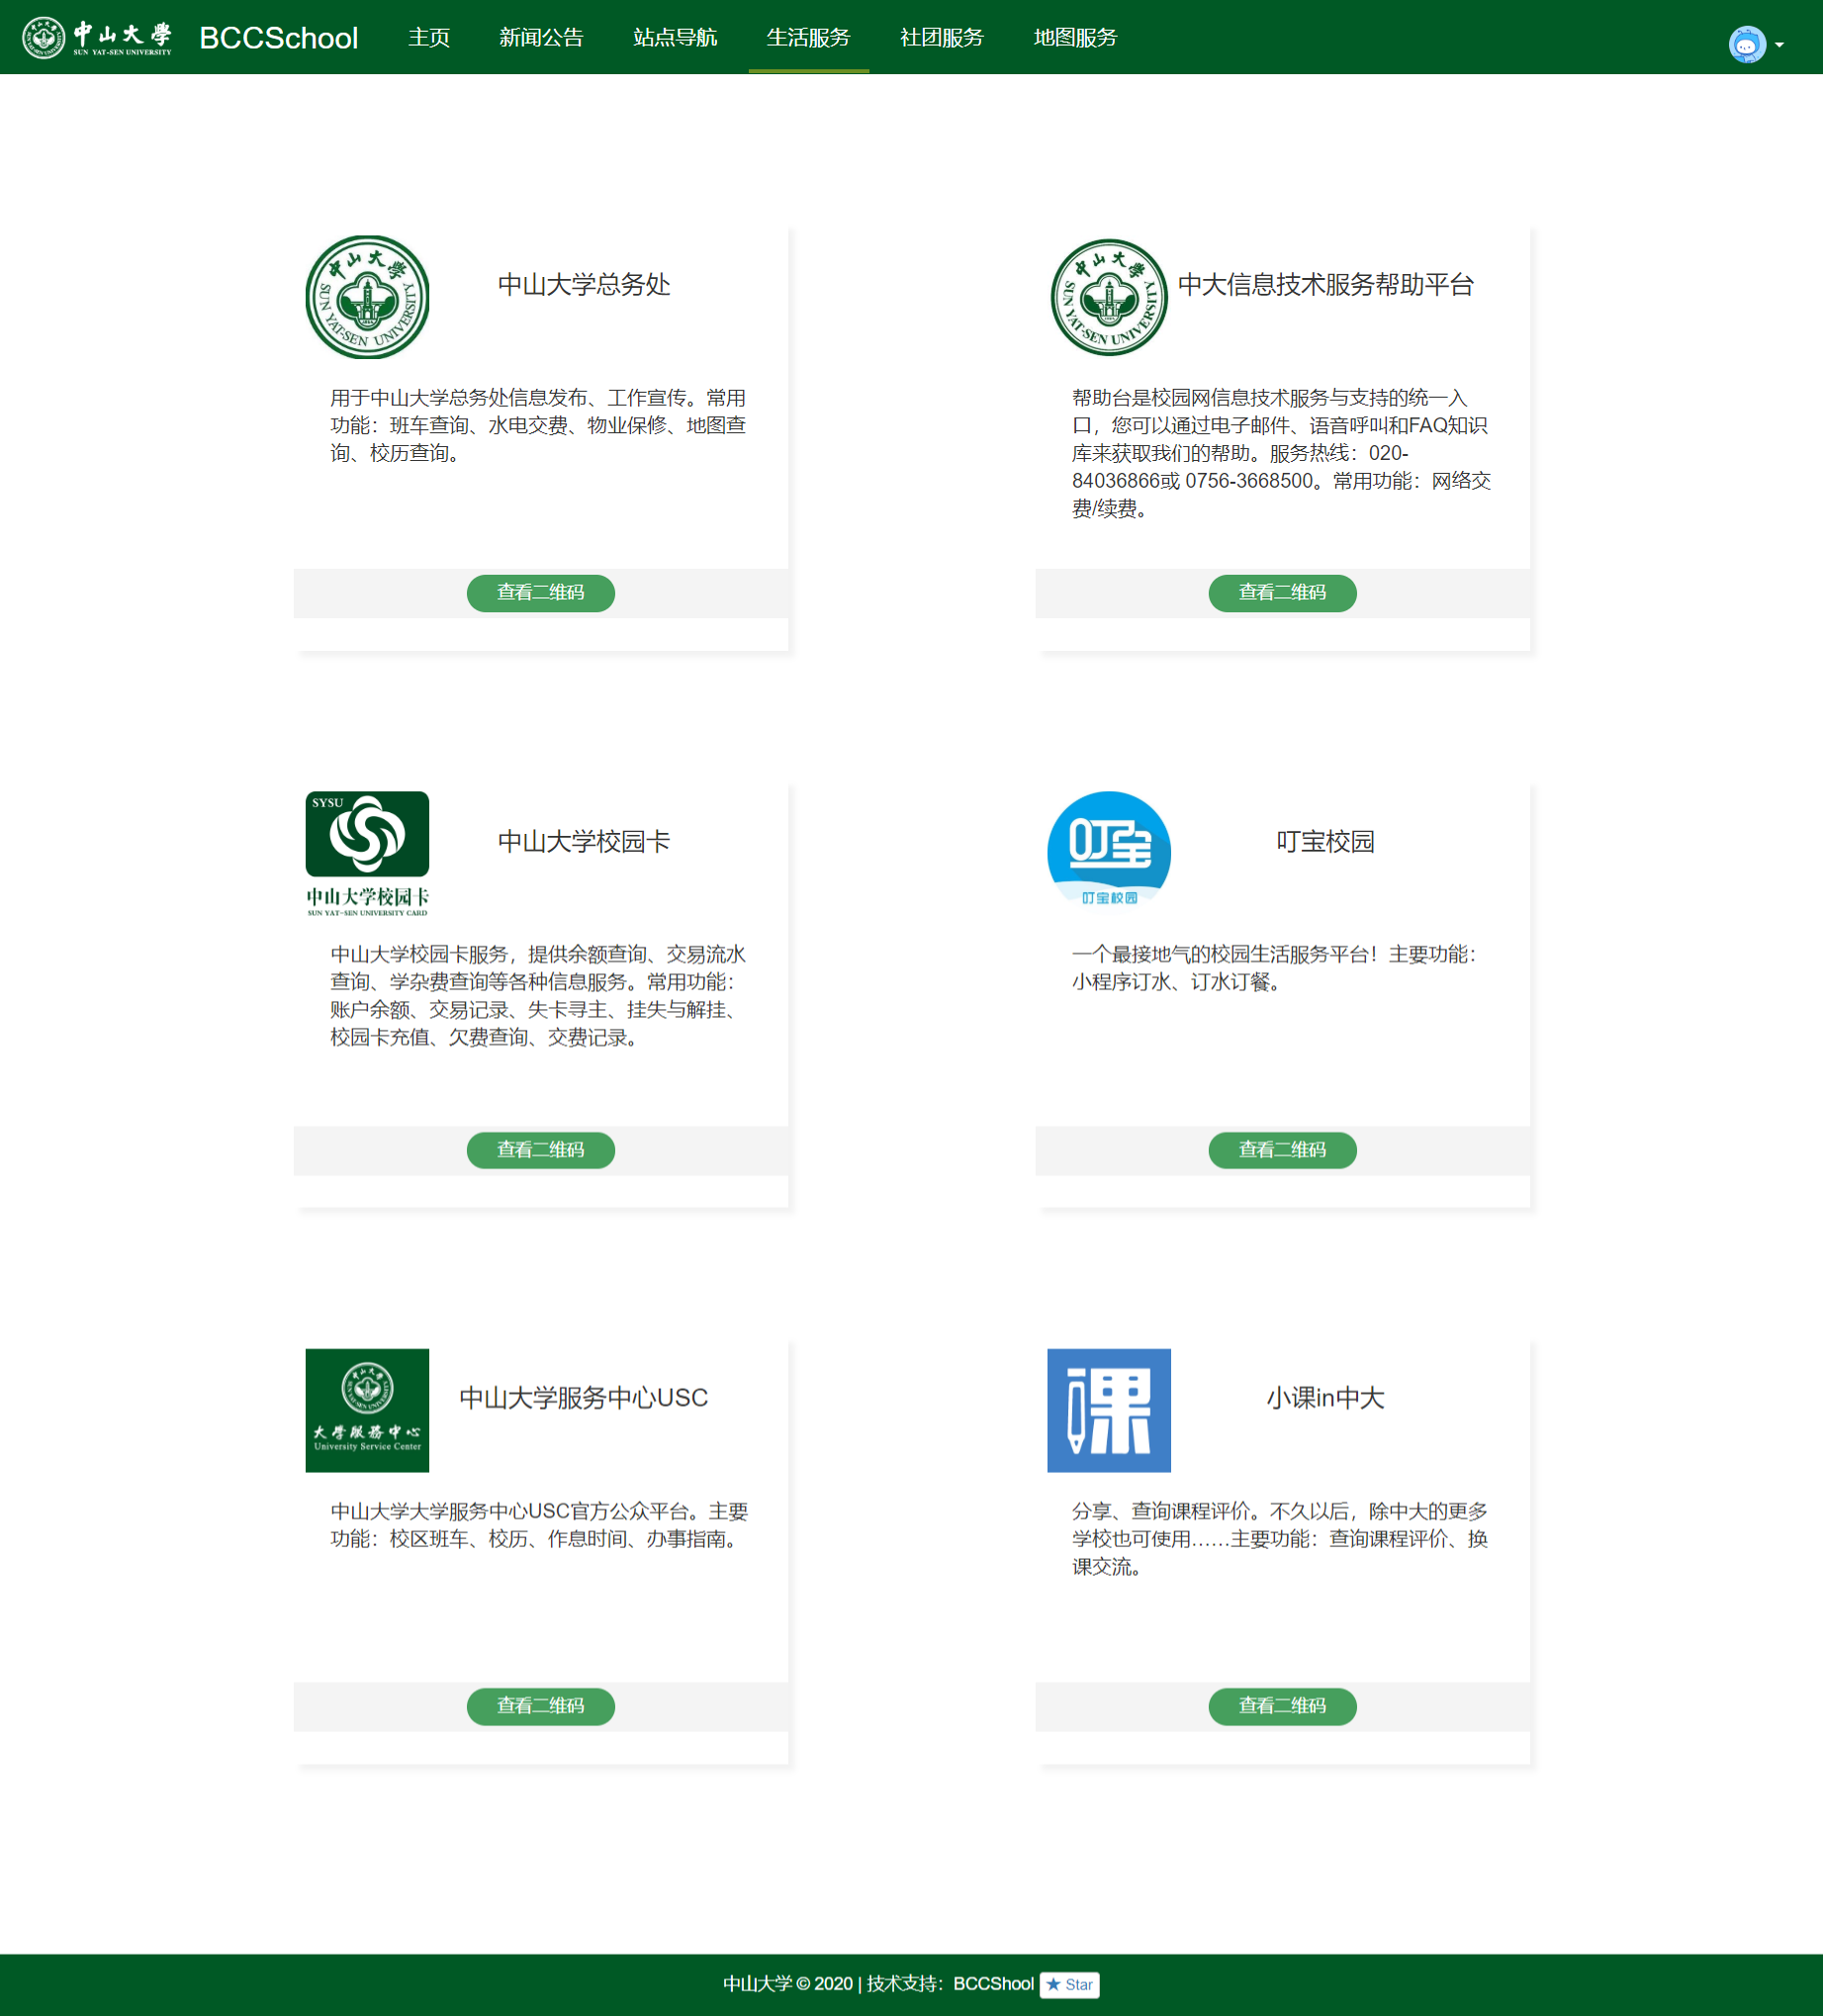 中山大學
SUN YAT-SEN UNIVERSITY
BCCSchool
主页
新闻公告
站点导航
生活服务
社团服务
地图服务
中山大學
SUN YAT-SEN UNIVERSITY
中山大学总务处
用于中山大学总务处信息发布、工作宣传。常用
功能：班车查询、水电交费、物业保修、地图查
询、校历查询。
查看二维码
中山大學
SUN YAT-SEN UNIVERSITY
中大信息技术服务帮助平台
帮助台是校园网信息技术服务与支持的统一入
口，您可以通过电子邮件、语音呼叫和FAQ知识
库来获取我们的帮助。服务热线：020-
84036866或 0756-3668500。常用功能：网络交
费/续费。
查看二维码
SYSU
中山大学校园卡
SUN YAT-SEN UNIVERSITY CARD
中山大学校园卡
中山大学校园卡服务，提供余额查询、交易流水
查询、学杂费查询等各种信息服务。常用功能：
账户余额、交易记录、失卡寻主、挂失与解挂、
校园卡充值、欠费查询、交费记录。
查看二维码
叮宝
叮宝校园
叮宝校园
一个最接地气的校园生活服务平台！主要功能：
小程序订水、订水订餐。
查看二维码
中山大學
SUN YAT-SEN UNIVERSITY
大學服務中心
University Service Center
中山大学服务中心USC
中山大学大学服务中心USC官方公众平台。主要
功能：校区班车、校历、作息时间、办事指南。
查看二维码
课
小课in中大
分享、查询课程评价。不久以后，除中大的更多
学校也可使用……主要功能：查询课程评价、换
课交流。
查看二维码
中山大学 © 2020 | 技术支持：BCCShool
Star